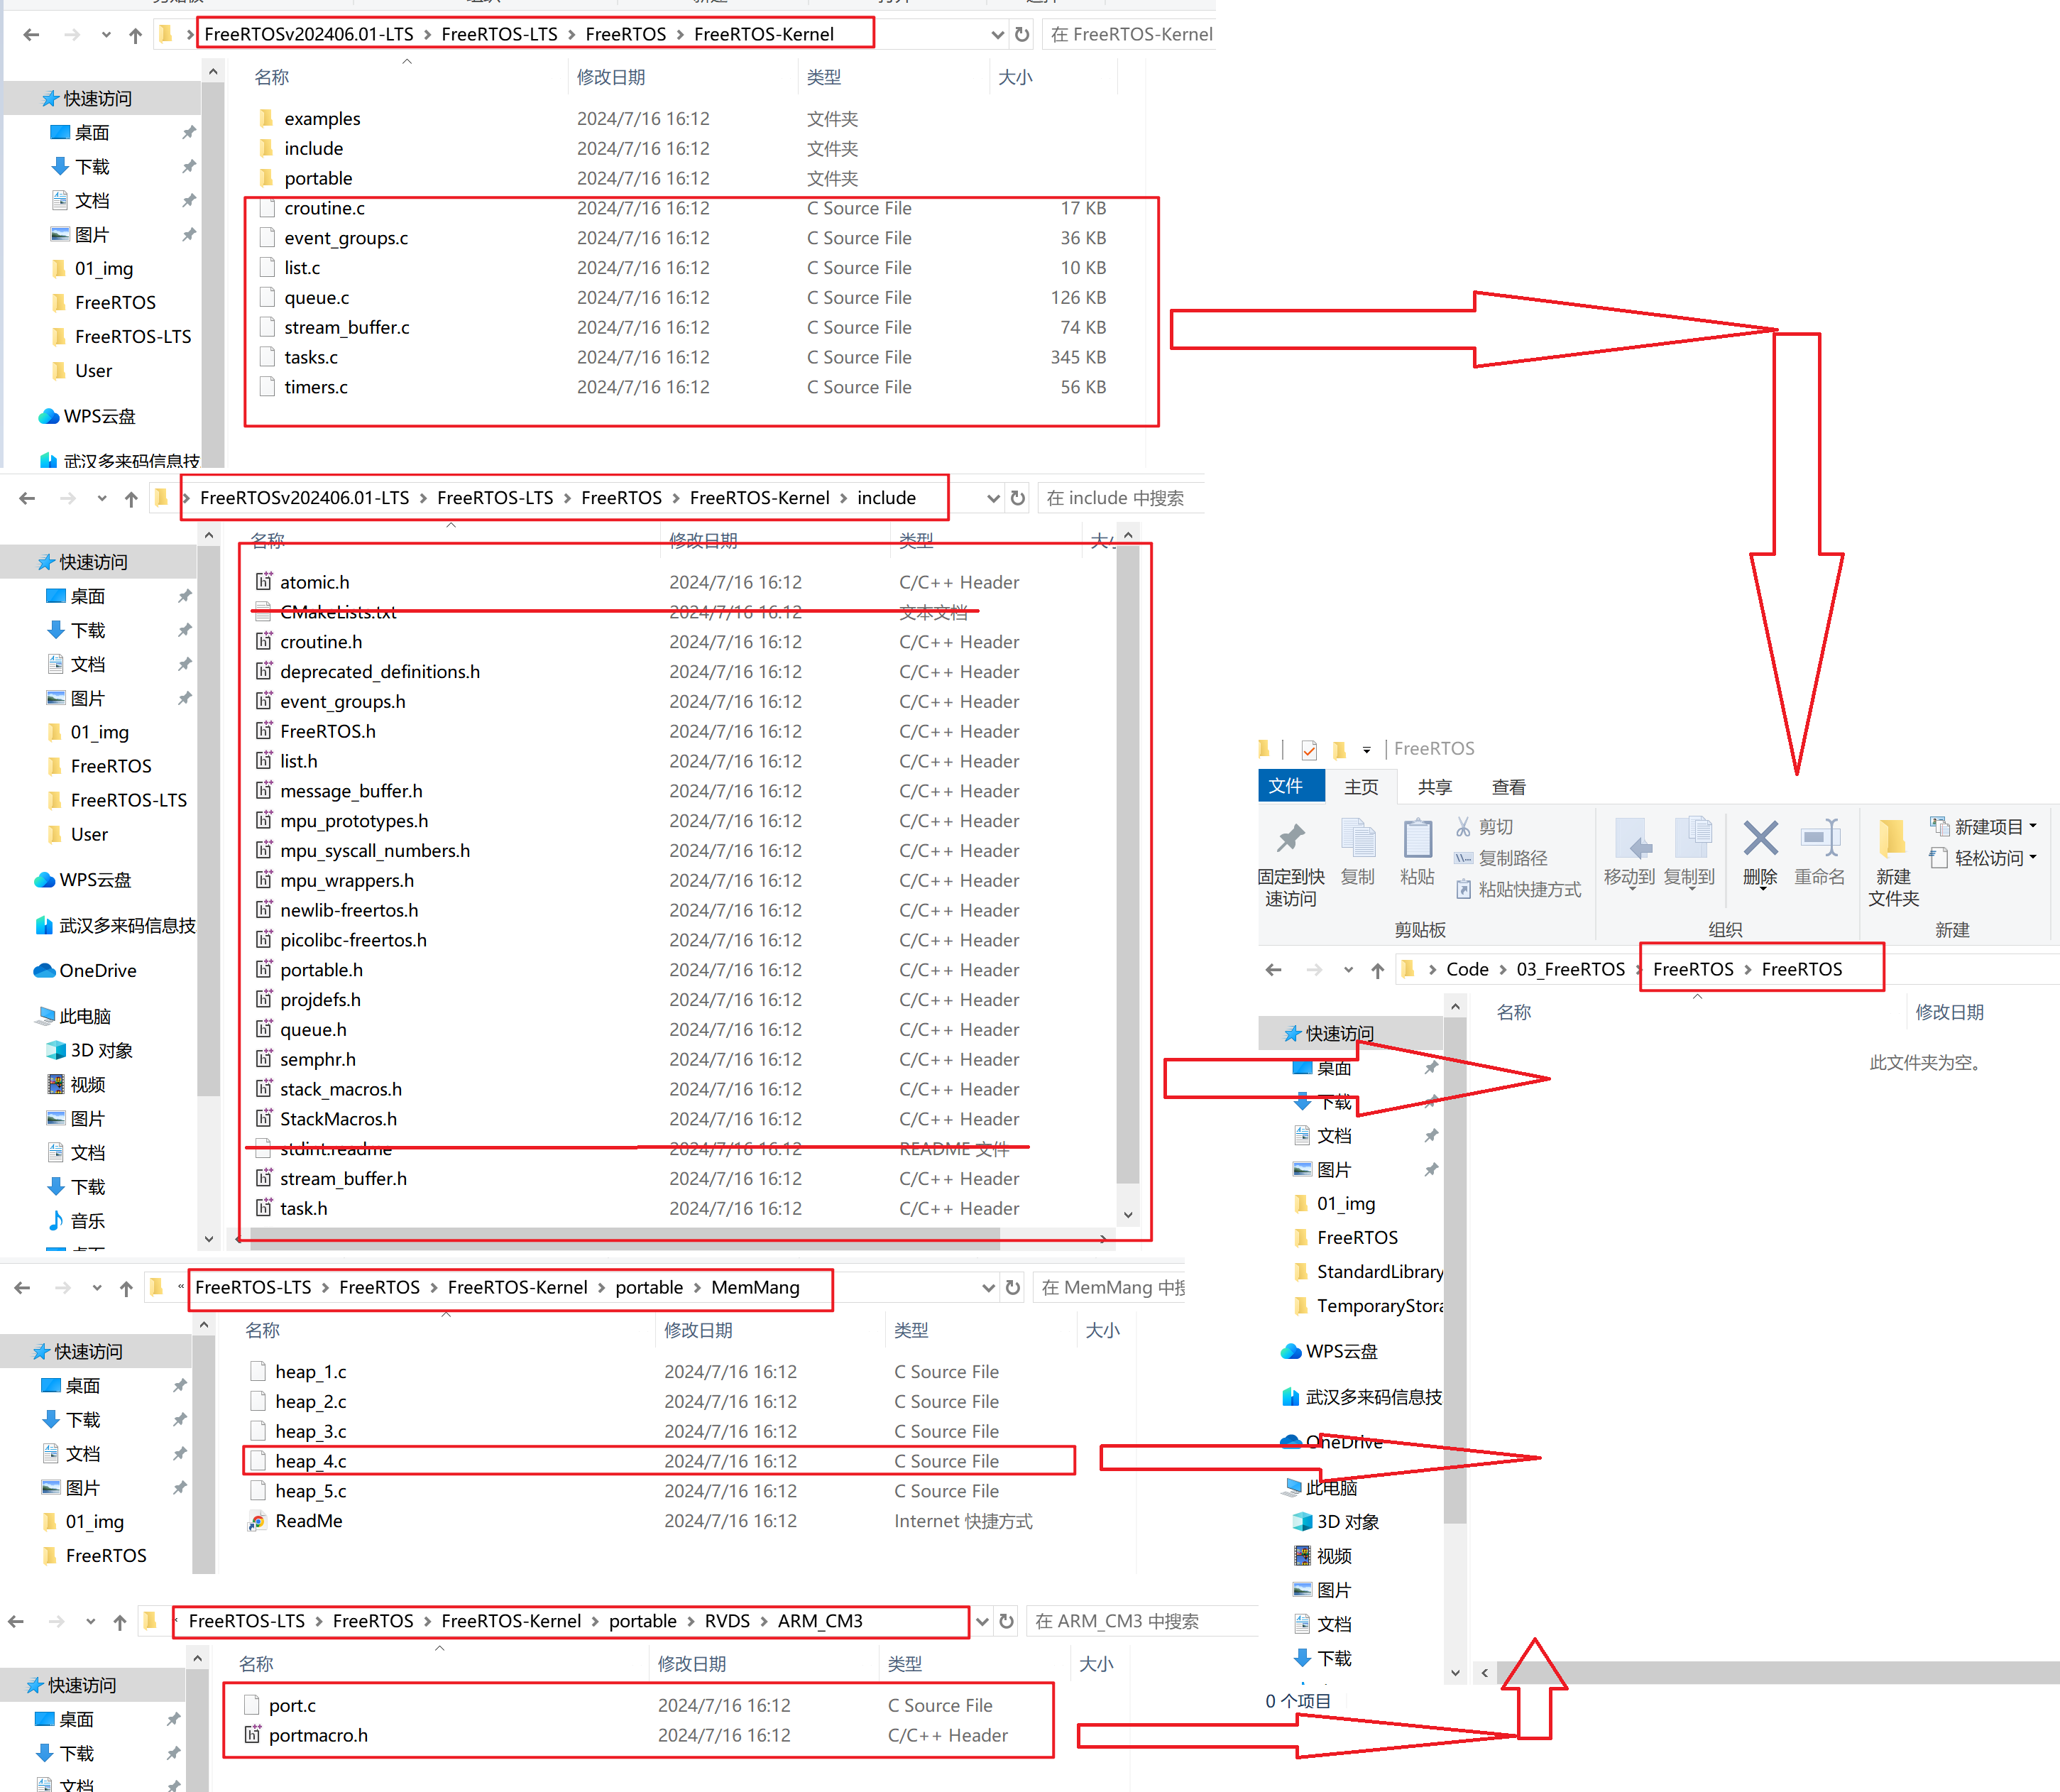 FreeRTOSv202406.01-LTS > FreeRTOS-LTS > FreeRTOS > FreeRTOS-Kernel
在 FreeRTOS-Kernel
名称 修改日期 类型 大小
快速访问
桌面
下载
文档
图片
01_img
FreeRTOS
FreeRTOS-LTS
User
WPS云盘
武汉多来码信息技
examples 2024/7/16 16:12 文件夹
include 2024/7/16 16:12 文件夹
portable 2024/7/16 16:12 文件夹
croutine.c 2024/7/16 16:12 C Source File 17 KB
event_groups.c 2024/7/16 16:12 C Source File 36 KB
list.c 2024/7/16 16:12 C Source File 10 KB
queue.c 2024/7/16 16:12 C Source File 126 KB
stream_buffer.c 2024/7/16 16:12 C Source File 74 KB
tasks.c 2024/7/16 16:12 C Source File 345 KB
timers.c 2024/7/16 16:12 C Source File 56 KB
FreeRTOSv202406.01-LTS > FreeRTOS-LTS > FreeRTOS > FreeRTOS-Kernel > include
在 include 中搜索
名称 修改日期 类型
快速访问
桌面
下载
文档
图片
01_img
FreeRTOS
FreeRTOS-LTS
User
WPS云盘
武汉多来码信息技
OneDrive
此电脑
3D 对象
视频
图片
文档
下载
音乐
atomic.h 2024/7/16 16:12 C/C++ Header
CMakeLists.txt 2024/7/16 16:12 文本文档
croutine.h 2024/7/16 16:12 C/C++ Header
deprecated_definitions.h 2024/7/16 16:12 C/C++ Header
event_groups.h 2024/7/16 16:12 C/C++ Header
FreeRTOS.h 2024/7/16 16:12 C/C++ Header
list.h 2024/7/16 16:12 C/C++ Header
message_buffer.h 2024/7/16 16:12 C/C++ Header
mpu_prototypes.h 2024/7/16 16:12 C/C++ Header
mpu_syscall_numbers.h 2024/7/16 16:12 C/C++ Header
mpu_wrappers.h 2024/7/16 16:12 C/C++ Header
newlib-freertos.h 2024/7/16 16:12 C/C++ Header
picolibc-freertos.h 2024/7/16 16:12 C/C++ Header
portable.h 2024/7/16 16:12 C/C++ Header
projdefs.h 2024/7/16 16:12 C/C++ Header
queue.h 2024/7/16 16:12 C/C++ Header
semphr.h 2024/7/16 16:12 C/C++ Header
stack_macros.h 2024/7/16 16:12 C/C++ Header
StackMacros.h 2024/7/16 16:12 C/C++ Header
stdint.readme 2024/7/16 16:12 README 文件
stream_buffer.h 2024/7/16 16:12 C/C++ Header
task.h 2024/7/16 16:12 C/C++ Header
FreeRTOS-LTS > FreeRTOS > FreeRTOS-Kernel > portable > MemMang
在 MemMang 中搜
名称 修改日期 类型 大小
快速访问
桌面
下载
文档
图片
01_img
FreeRTOS
heap_1.c 2024/7/16 16:12 C Source File
heap_2.c 2024/7/16 16:12 C Source File
heap_3.c 2024/7/16 16:12 C Source File
heap_4.c 2024/7/16 16:12 C Source File
heap_5.c 2024/7/16 16:12 C Source File
ReadMe 2024/7/16 16:12 Internet 快捷方式
FreeRTOS-LTS > FreeRTOS > FreeRTOS-Kernel > portable > RVDS > ARM_CM3
在 ARM_CM3 中搜索
名称 修改日期 类型 大小
快速访问
桌面
下载
文档
port.c 2024/7/16 16:12 C Source File
portmacro.h 2024/7/16 16:12 C/C++ Header
FreeRTOS
文件 主页 共享 查看
固定到快
速访问
复制
粘贴
剪切
复制路径
粘贴快捷方式
移动到
复制到
删除
重命名
新建
文件夹
新建项目
轻松访问
剪贴板 组织 新建
Code > 03_FreeRTOS > FreeRTOS > FreeRTOS
名称 修改日期
此文件夹为空。
快速访问
桌面
下载
文档
图片
01_img
FreeRTOS
StandardLibrary
TemporaryStora
WPS云盘
武汉多来码信息技
OneDrive
此电脑
3D 对象
视频
图片
文档
下载
0 个项目